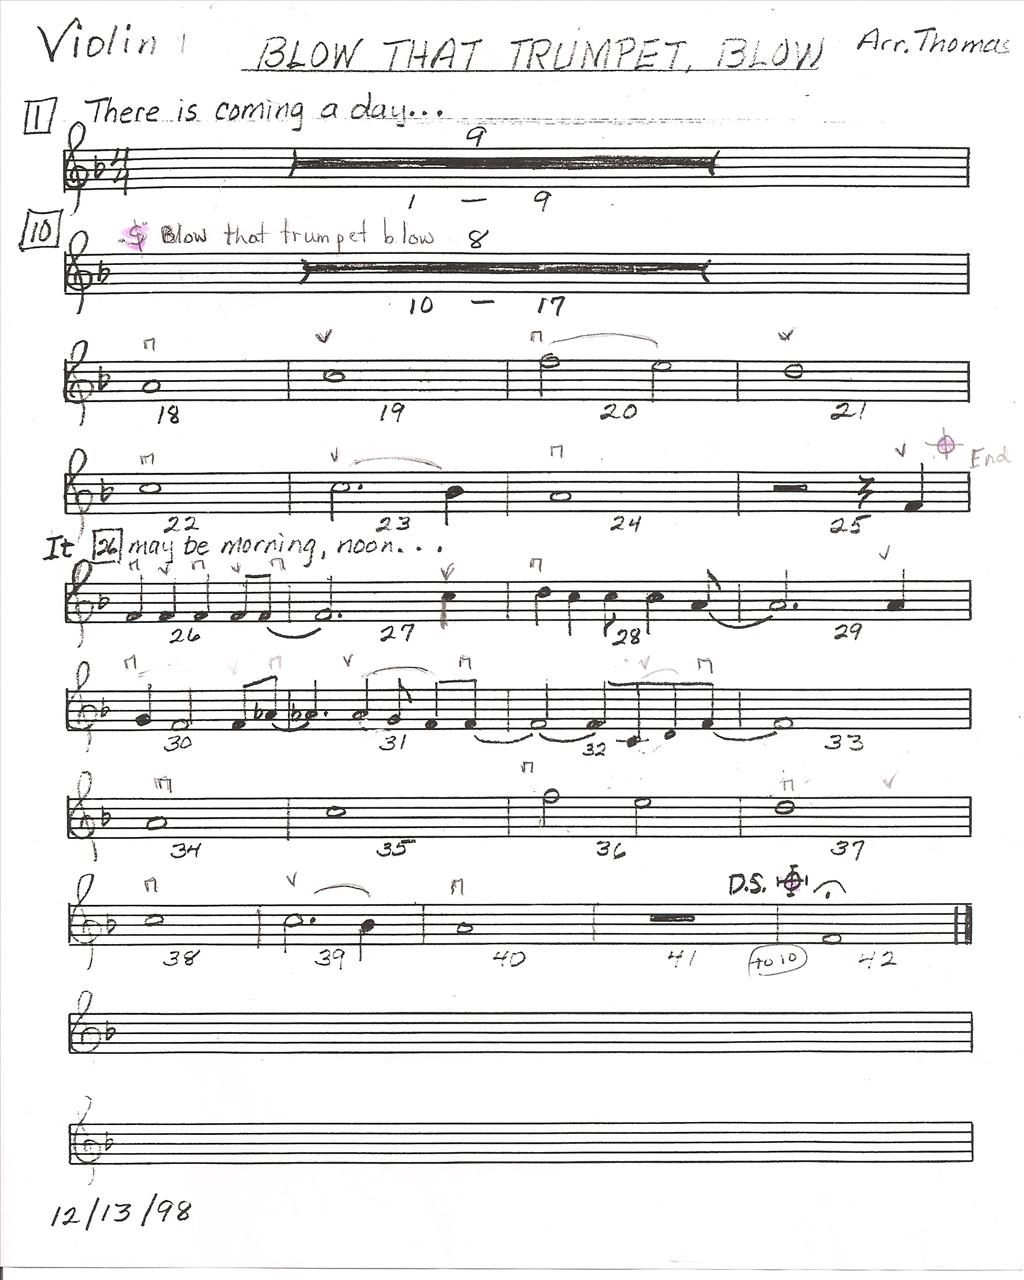 Violin 1 BLOW THAT TRUMPET, BLOW Arr. Thomas
1 There is coming a day...
9
1 — 9
10 $ Blow that trumpet blow 8
10 — 17
18 19 20 21
End
22 23 24 25
It 26 may be morning, noon...
26 27 28 29
30 31 32 33
34 35 36 37
D.S.
38 39 40 41 to 10 42
12/13/98